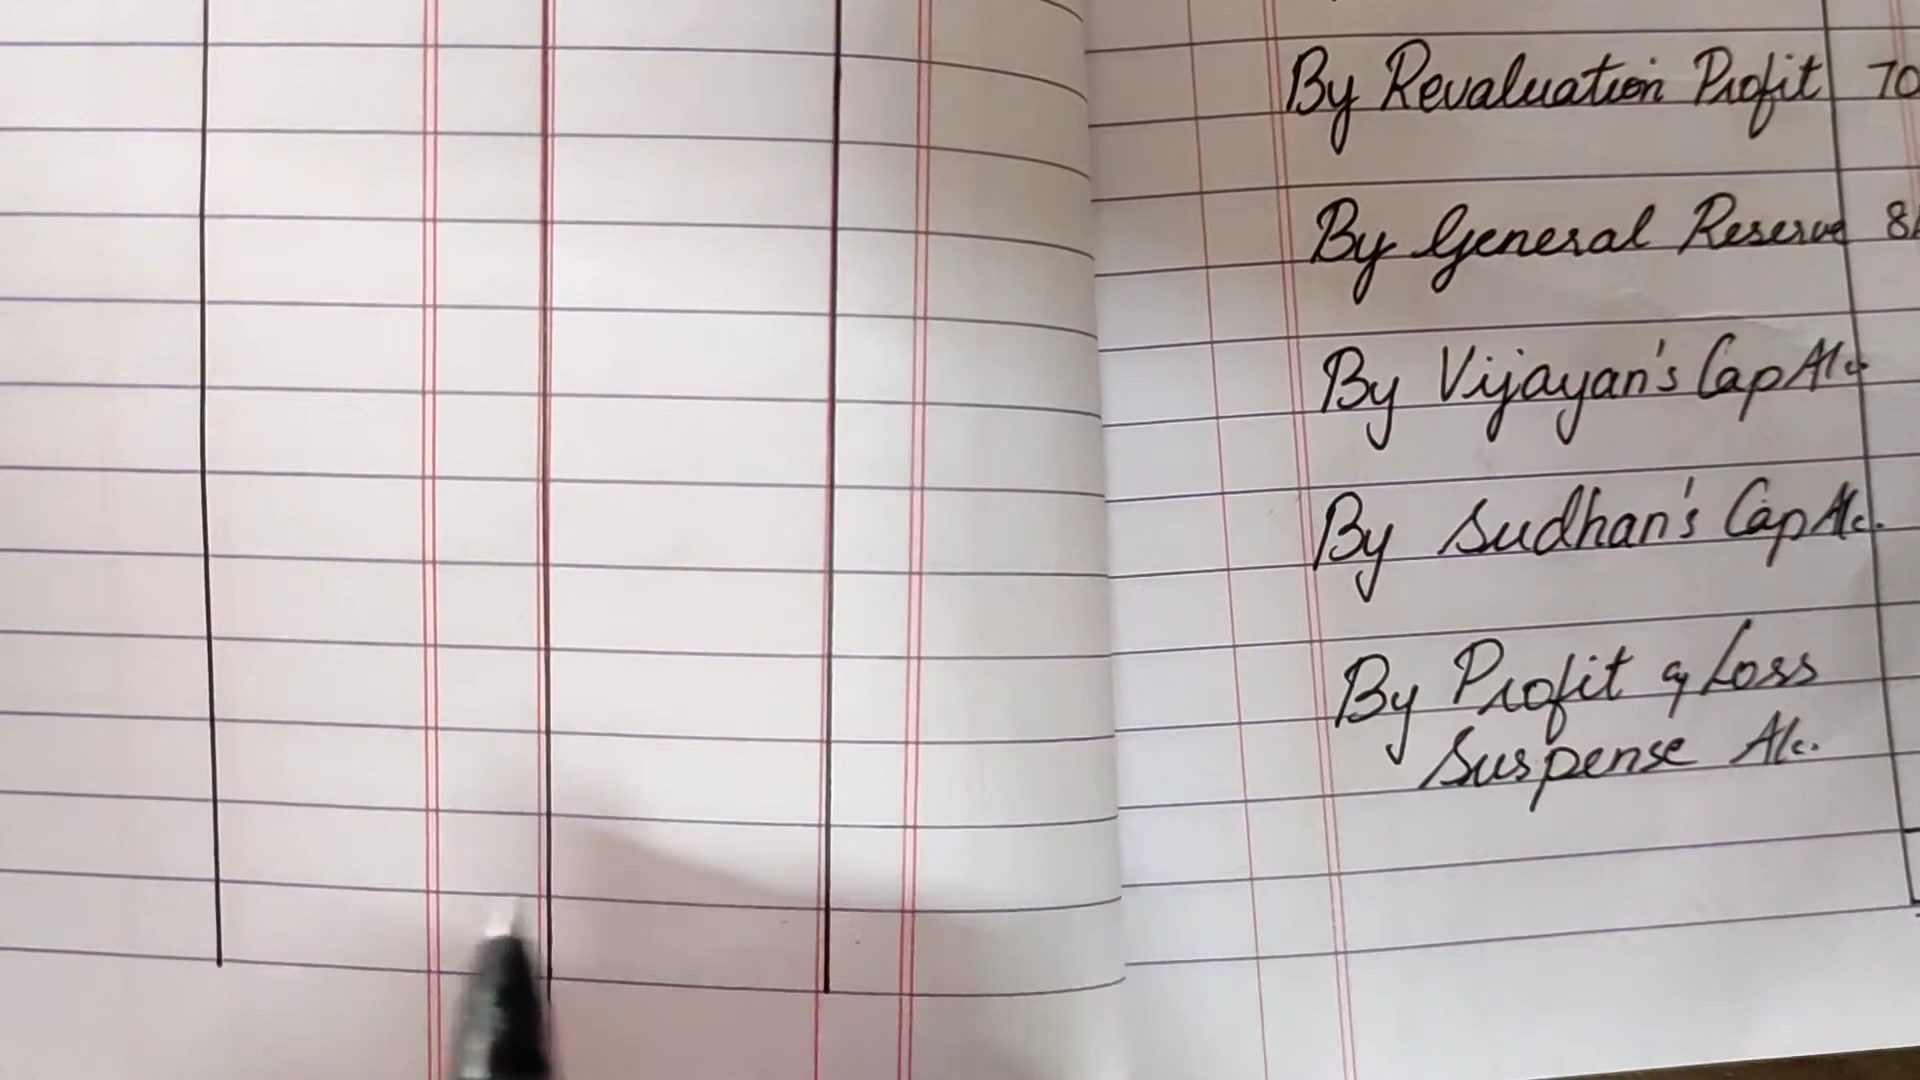 By Revaluation Profit 70
By General Reserve 8
By Vijayan's Cap A/c
By Sudhan's Cap A/c.
By Profit & Loss
Suspense A/c.